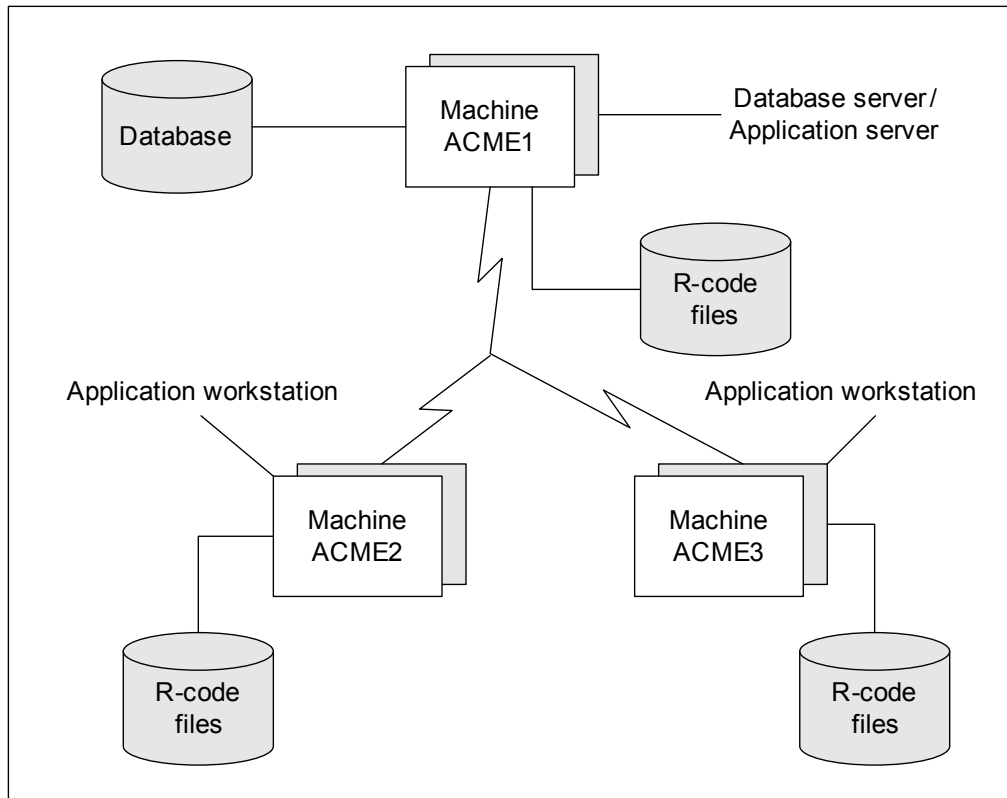 Database
Machine
ACME1
Database server/
Application server
R-code
files
Application workstation
Application workstation
Machine
ACME2
Machine
ACME3
R-code
files
R-code
files